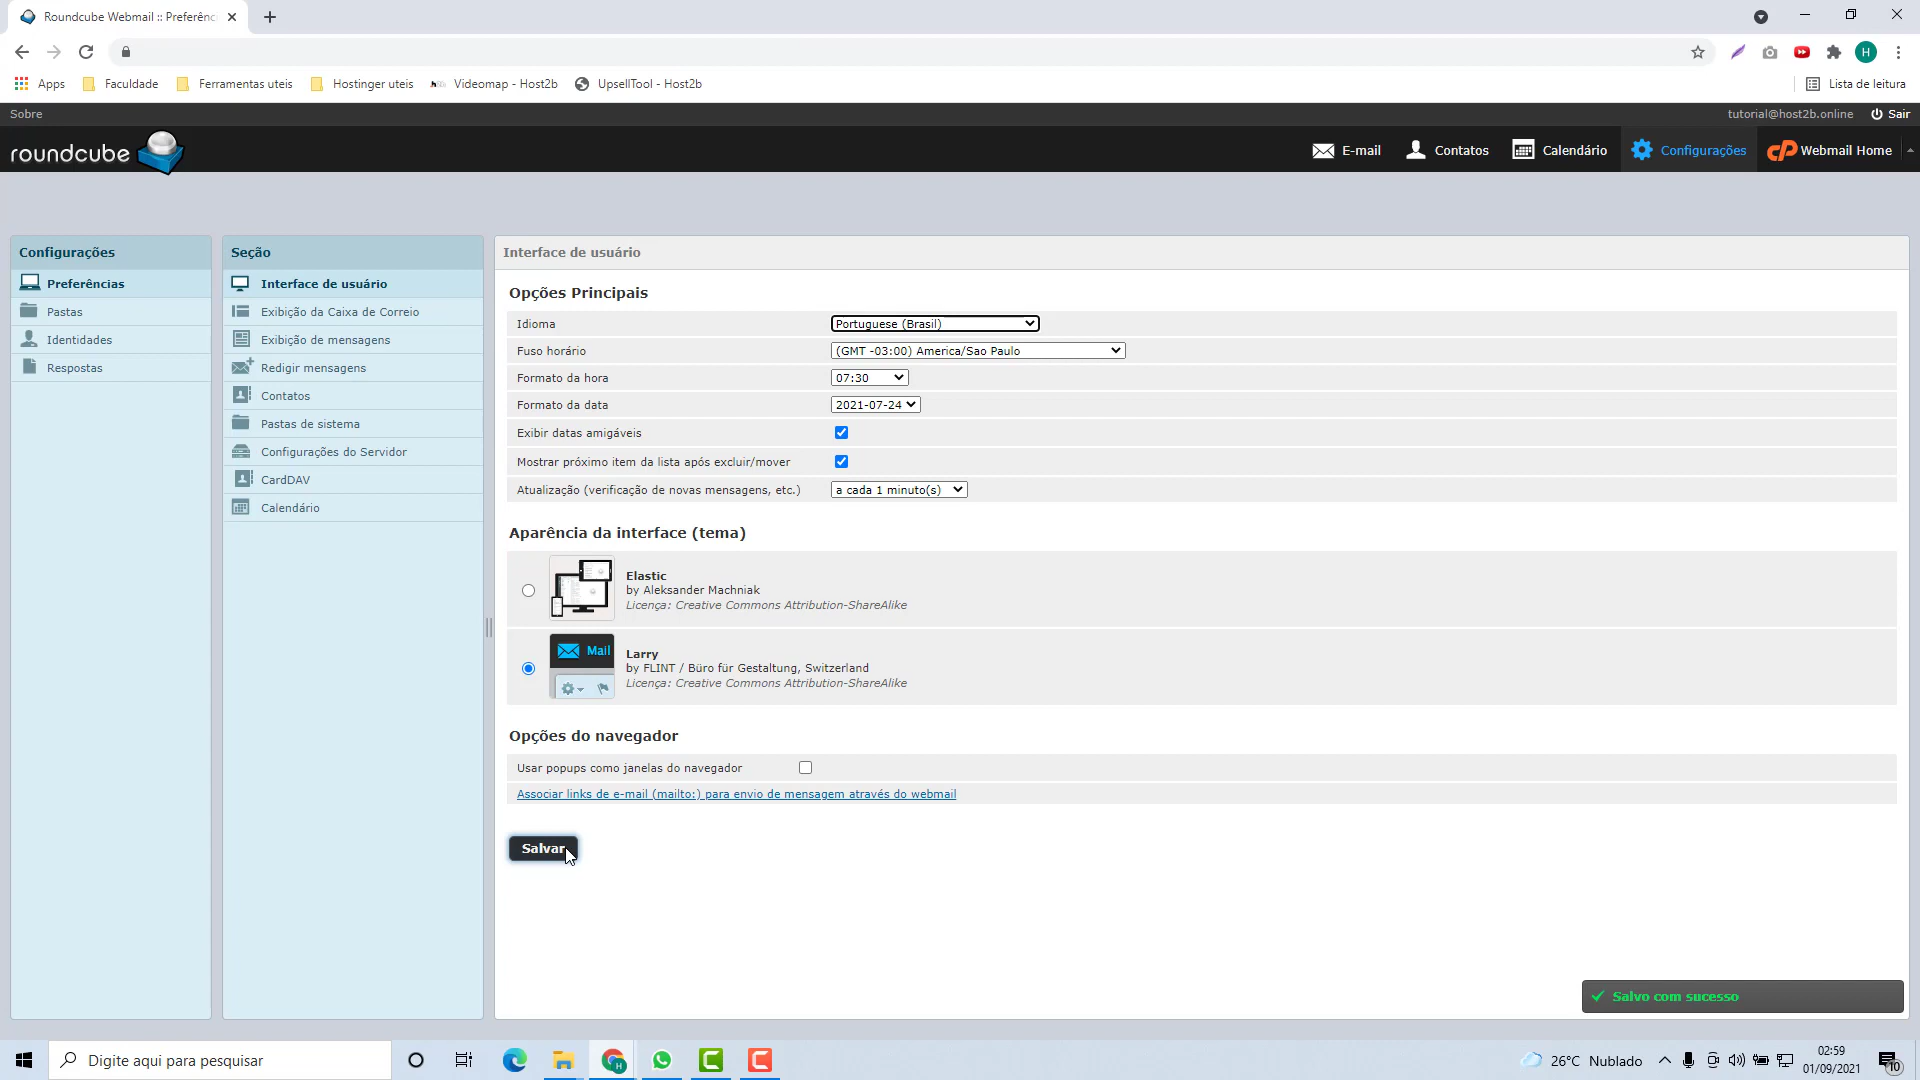 Roundcube Webmail :: Preferênc
Apps
Faculdade
Ferramentas uteis
Hostinger uteis
Videomap - Host2b
UpsellTool - Host2b
Lista de leitura
H
Sobre
tutorial@host2b.online
Sair
roundcube
E-mail
Contatos
Calendário
Configurações
cP Webmail Home
Configurações
Preferências
Pastas
Identidades
Respostas
Seção
Interface de usuário
Exibição da Caixa de Correio
Exibição de mensagens
Redigir mensagens
Contatos
Pastas de sistema
Configurações do Servidor
CardDAV
Calendário
Interface de usuário
Opções Principais
Idioma
Portuguese (Brasil)
Fuso horário
(GMT -03:00) America/Sao Paulo
Formato da hora
07:30
Formato da data
2021-07-24
Exibir datas amigáveis
Mostrar próximo item da lista após excluir/mover
Atualização (verificação de novas mensagens, etc.)
a cada 1 minuto(s)
Aparência da interface (tema)
Elastic
by Aleksander Machniak
Licença: Creative Commons Attribution-ShareAlike
Mail
Larry
by FLINT / Büro für Gestaltung, Switzerland
Licença: Creative Commons Attribution-ShareAlike
Opções do navegador
Usar popups como janelas do navegador
Associar links de e-mail (mailto:) para envio de mensagem através do webmail
Salvar
Salvo com sucesso
Digite aqui para pesquisar
26°C Nublado
02:59
01/09/2021
10